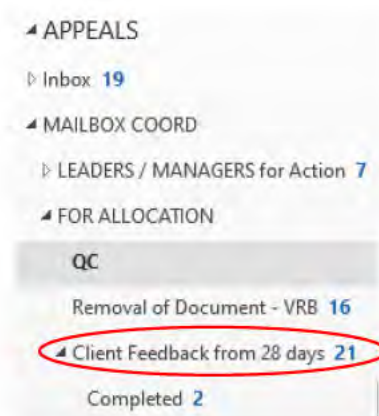 APPEALS
Inbox 19
MAILBOX COORD
LEADERS / MANAGERS for Action 7
FOR ALLOCATION
QC
Removal of Document - VRB 16
Client Feedback from 28 days 21
Completed 2